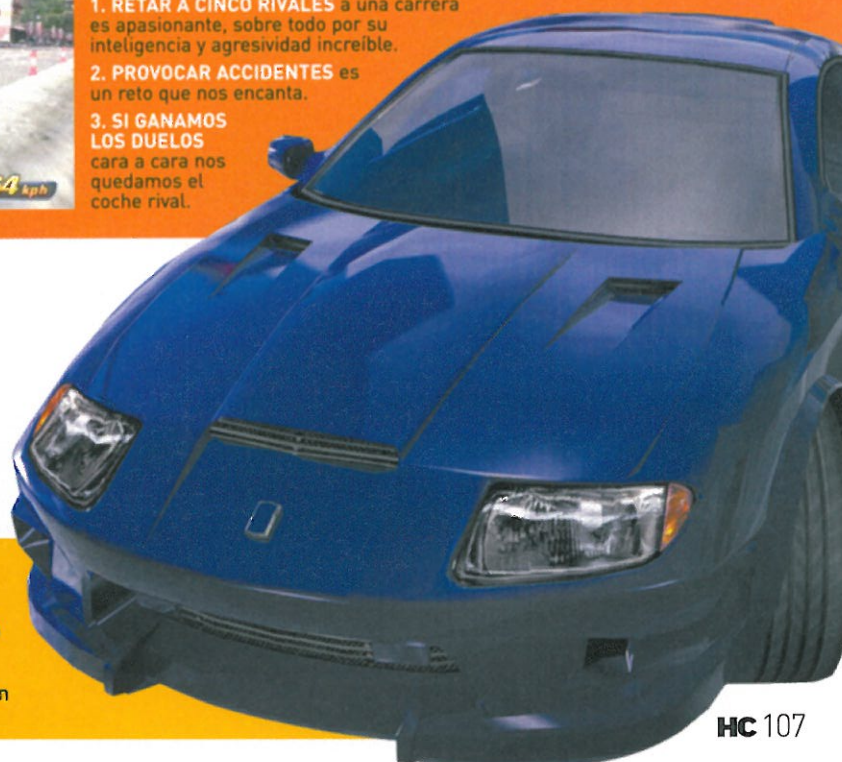 1. RETAR A CINCO RIVALES a una carrera
es apasionante, sobre todo por su
inteligencia y agresividad increíble.
2. PROVOCAR ACCIDENTES es
un reto que nos encanta.
3. SI GANAMOS
LOS DUELOS
cara a cara nos
quedamos el
coche rival.
4 kph
n
HC 107